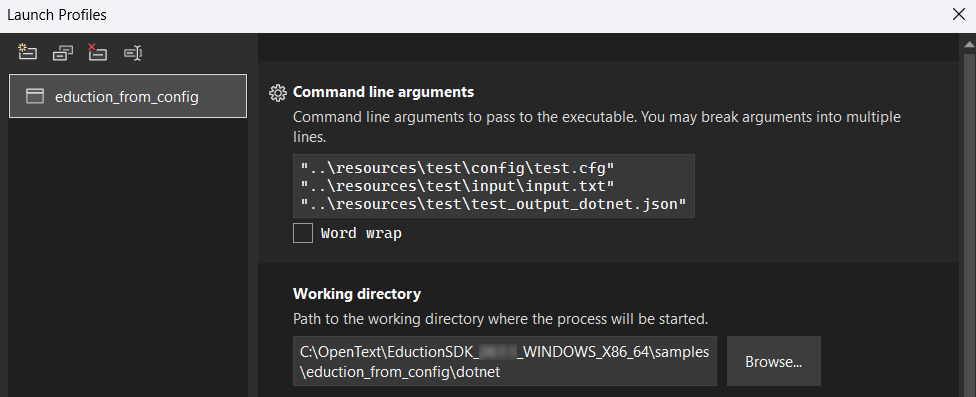 Launch Profiles
eduction_from_config
Command line arguments
Command line arguments to pass to the executable. You may break arguments into multiple
lines.
"..\resources\test\config\test.cfg"
"..\resources\test\input\input.txt"
"..\resources\test\test_output_dotnet.json"
Word wrap
Working directory
Path to the working directory where the process will be started.
C:\OpenText\EductionSDK_ _WINDOWS_X86_64\samples
\eduction_from_config\dotnet
Browse...